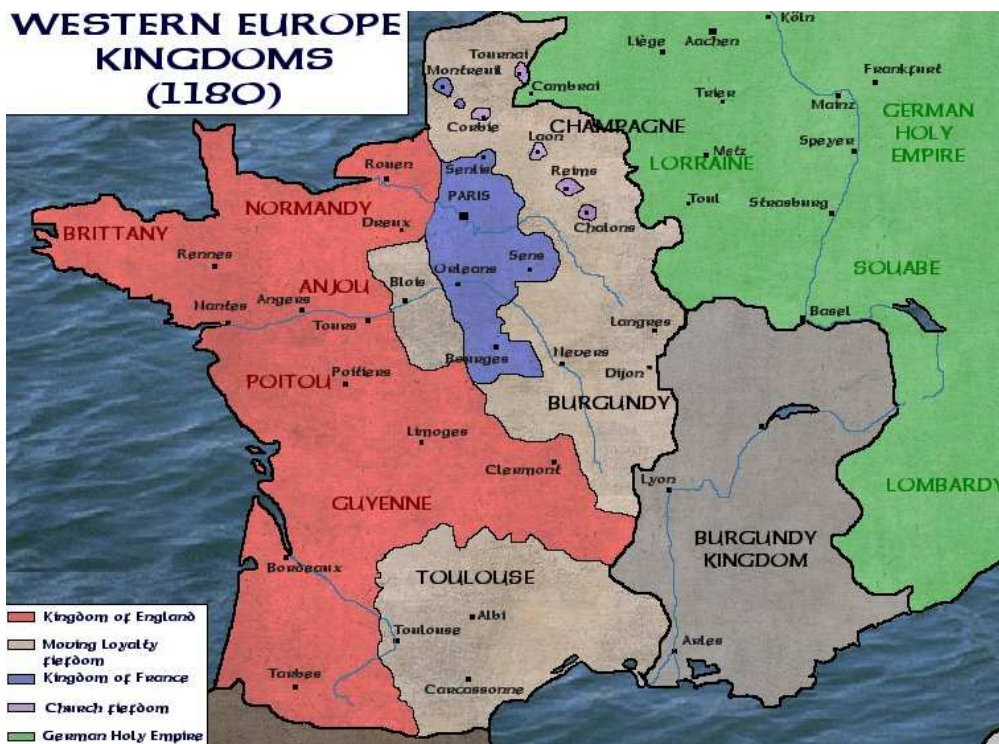 WESTERN EUROPE
KINGDOMS
(1180)
Köln
Liège
Aachen
Tournai
Frankfurt
Montreuil
Cambrai
Trier
Mainz
GERMAN
HOLY
EMPIRE
Corbie
CHAMPAGNE
Laon
Speyer
Metz
LORRAINE
Rouen
Senlis
Reims
PARIS
Toul
Strasburg
NORMANDY
Dreux
Chalons
BRITTANY
Rennes
Sens
Orleans
SOUABE
ANJOU
Blois
Nantes
Angers
Tours
Langres
Basel
Bourges
Nevers
Dijon
POITOU
Poitiers
BURGUNDY
Limoges
Clermont
Lyon
LOMBARDY
GUYENNE
BURGUNDY
KINGDOM
Bordeaux
TOULOUSE
Albi
Toulouse
Arles
Tarbes
Carcassonne
Kingdom of England
Moving Loyalty
fiefdom
Kingdom of France
Church fiefdom
German Holy Empire